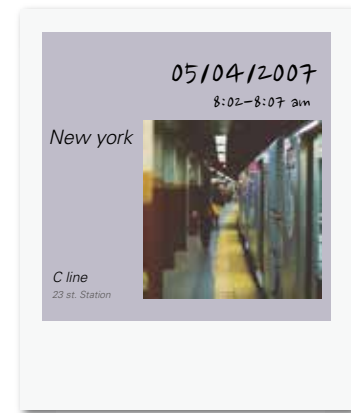 05/04/2007
8:02-8:07 am
New york
C line
23 st. Station